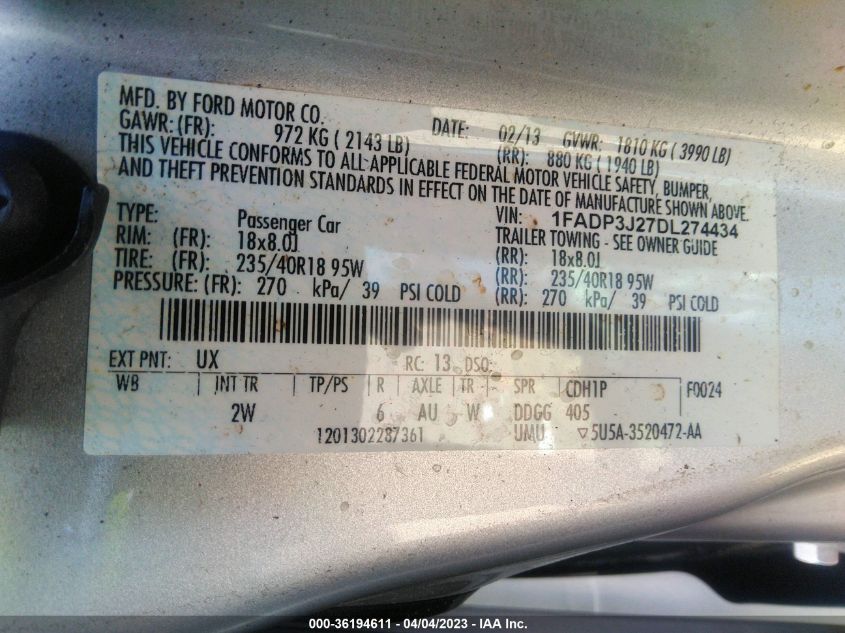 MFD. BY FORD MOTOR CO. DATE: 02/13 GVWR: 1810 KG ( 3990 LB)
GAWR: (FR): 972 KG ( 2143 LB) (RR): 880 KG ( 1940 LB)
THIS VEHICLE CONFORMS TO ALL APPLICABLE FEDERAL MOTOR VEHICLE SAFETY, BUMPER,
AND THEFT PREVENTION STANDARDS IN EFFECT ON THE DATE OF MANUFACTURE SHOWN ABOVE.
VIN: 1FADP3J27DL274434
TYPE: Passenger Car TRAILER TOWING - SEE OWNER GUIDE
RIM: (FR): 18x8.0J (RR): 18x8.0J
TIRE: (FR): 235/40R18 95W (RR): 235/40R18 95W
PRESSURE: (FR): 270 kPa/ 39 PSI COLD (RR): 270 kPa/ 39 PSI COLD
EXT PNT: UX RC: 13 DSO:
WB INT TR TP/PS R AXLE TR SPR CDH1P F0024
2W 6 AU W DDGG 405
1201302287361 UMU ▽5U5A-3520472-AA
000-36194611 - 04/04/2023 - IAA Inc.